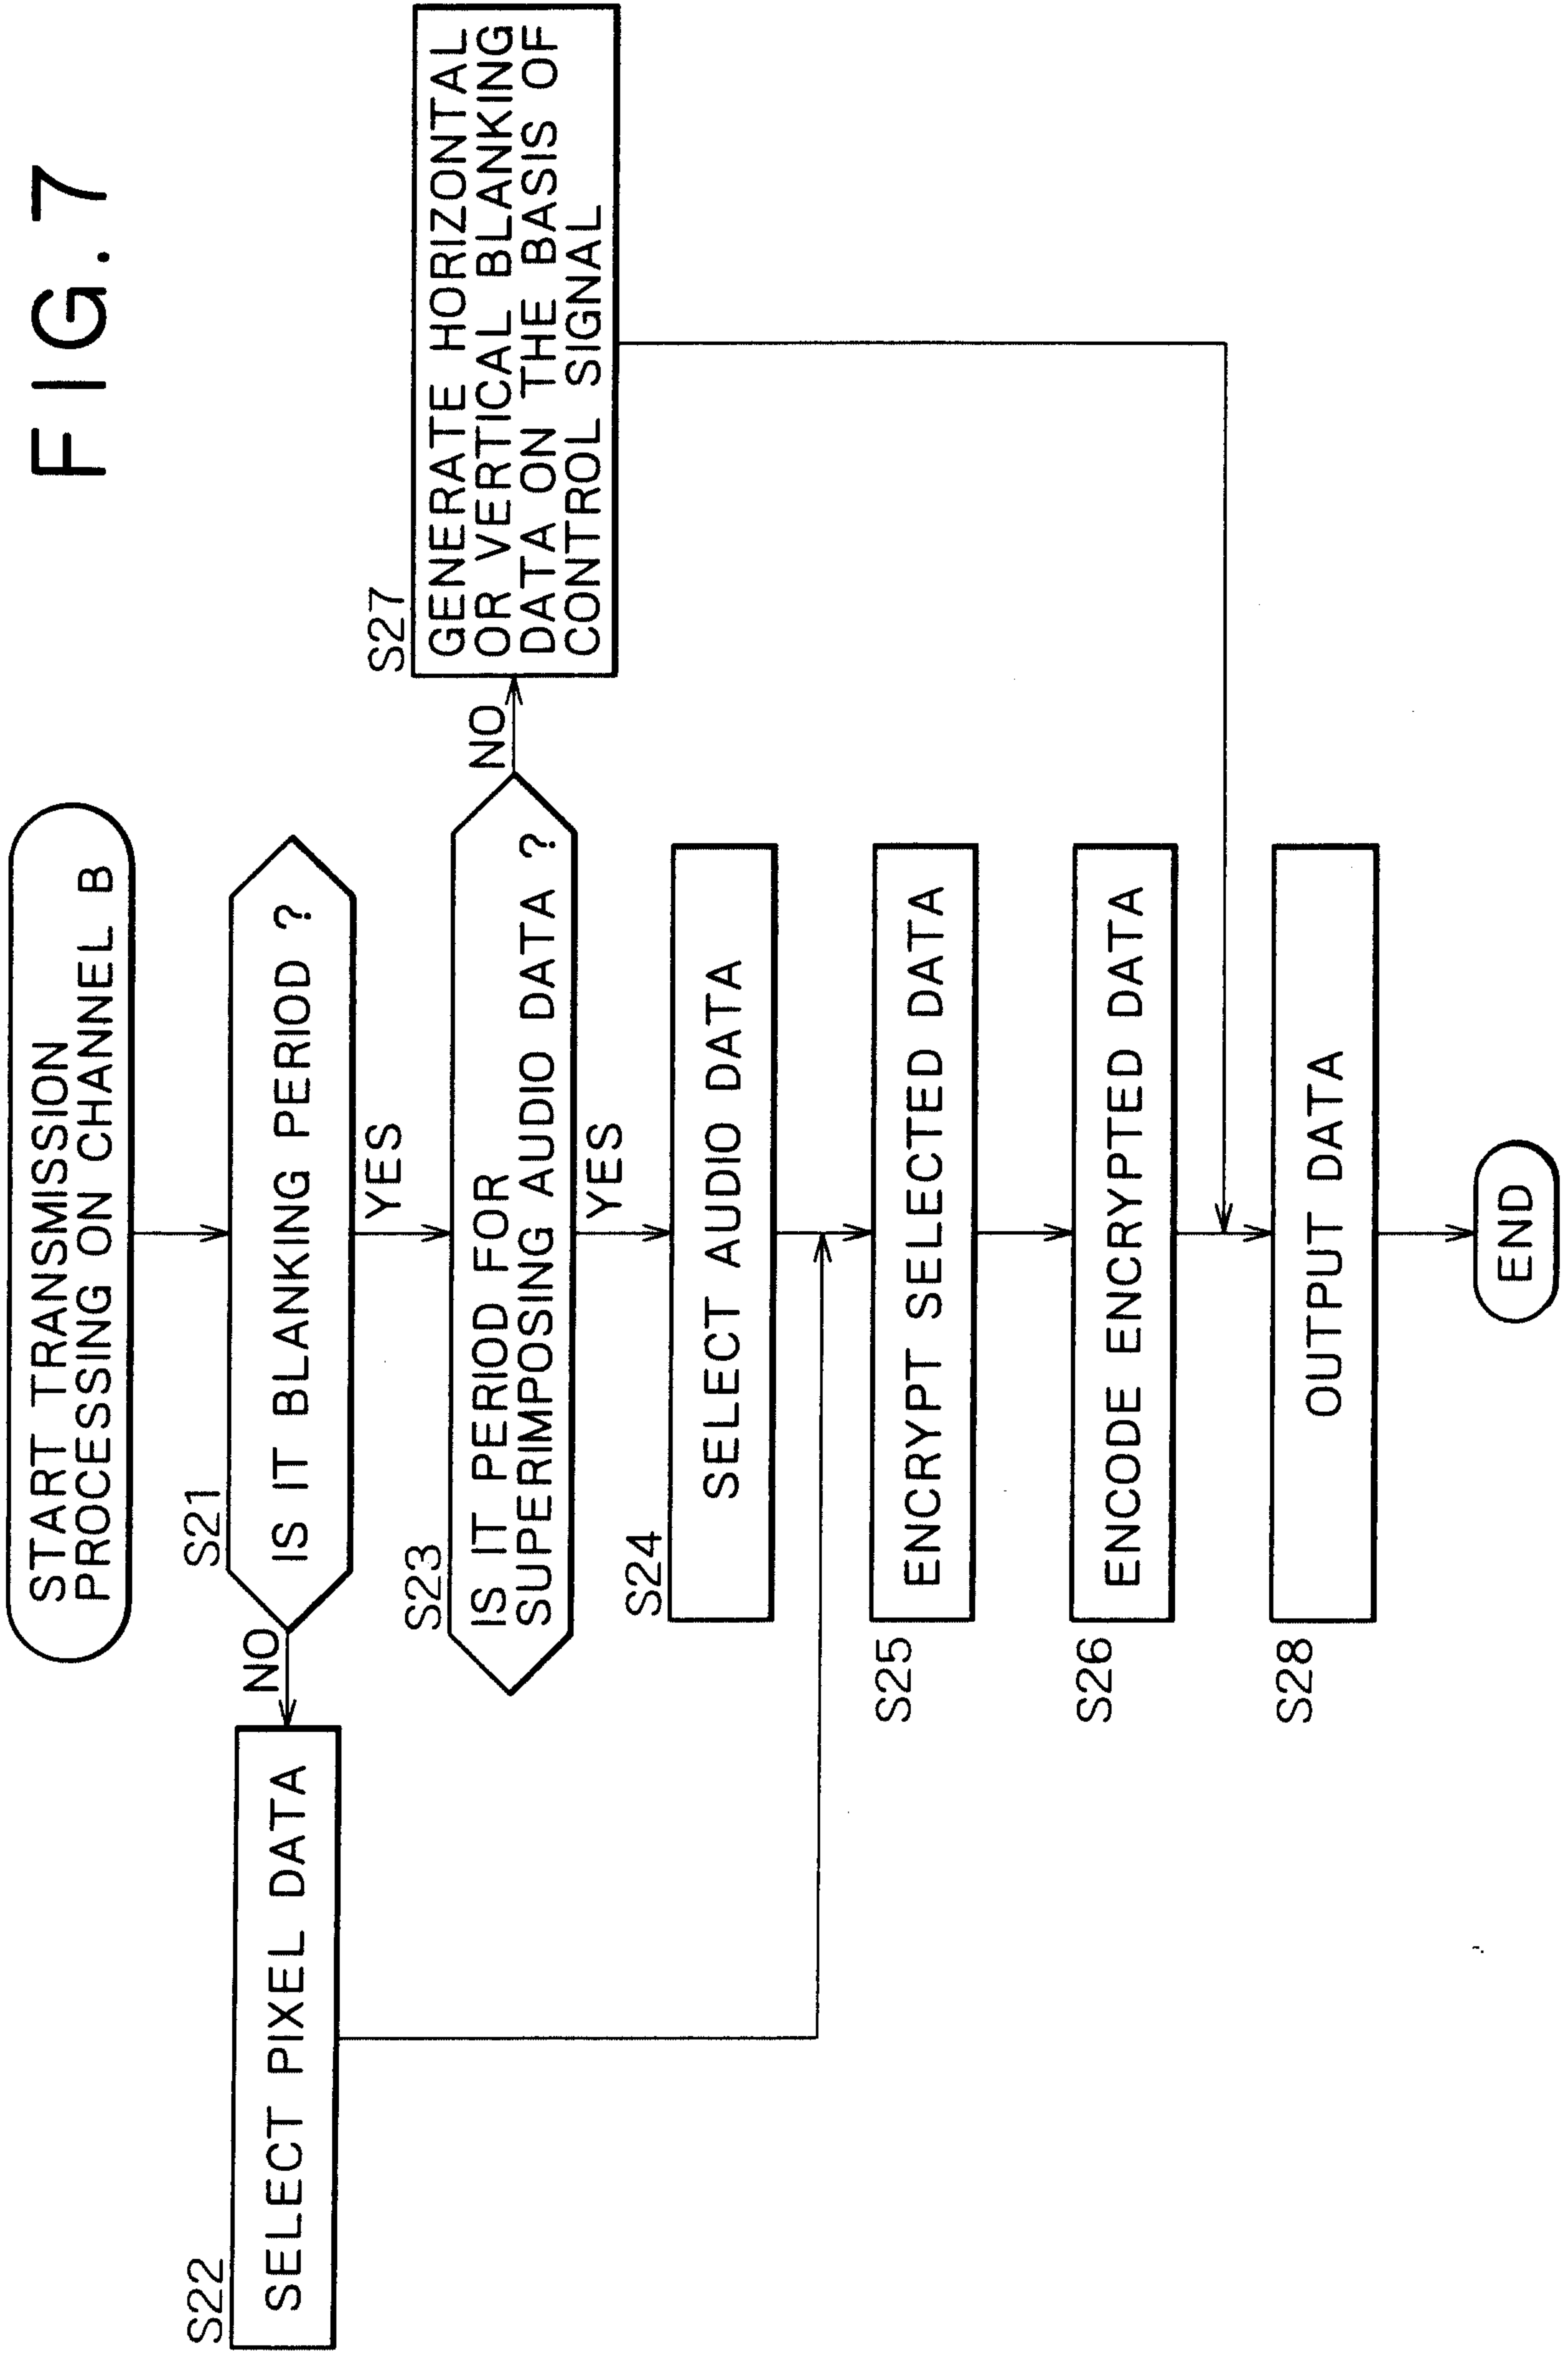 FIG. 7
START TRANSMISSION
PROCESSING ON CHANNEL B
S21
IS IT BLANKING PERIOD ?
NO
YES
S22
SELECT PIXEL DATA
S23
IS IT PERIOD FOR
SUPERIMPOSING AUDIO DATA ?
NO
YES
S27
GENERATE HORIZONTAL
OR VERTICAL BLANKING
DATA ON THE BASIS OF
CONTROL SIGNAL
S24
SELECT AUDIO DATA
S25
ENCRYPT SELECTED DATA
S26
ENCODE ENCRYPTED DATA
S28
OUTPUT DATA
END